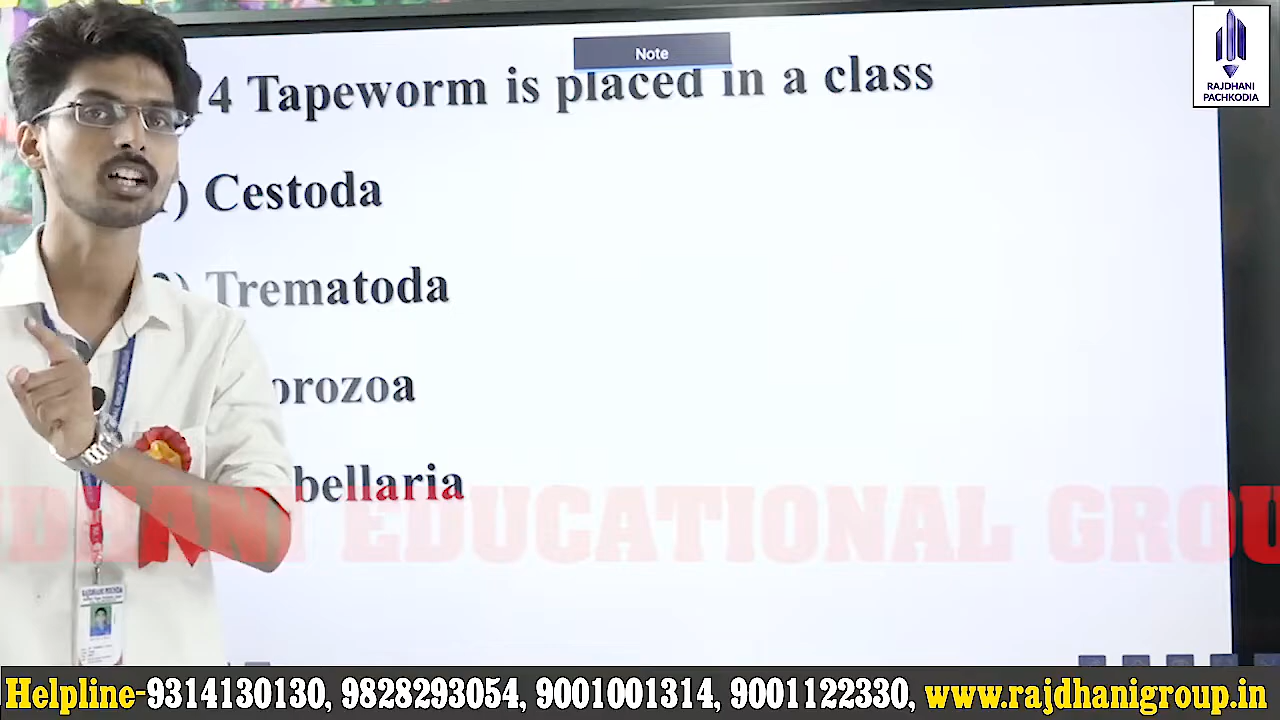 Note
14 Tapeworm is placed in a class
) Cestoda
) Trematoda
orozoa
bellaria
RAJDHANI
PACHKODIA
EDUCATIONAL GROU
Helpline-9314130130, 9828293054, 9001001314, 9001122330, www.rajdhanigroup.in